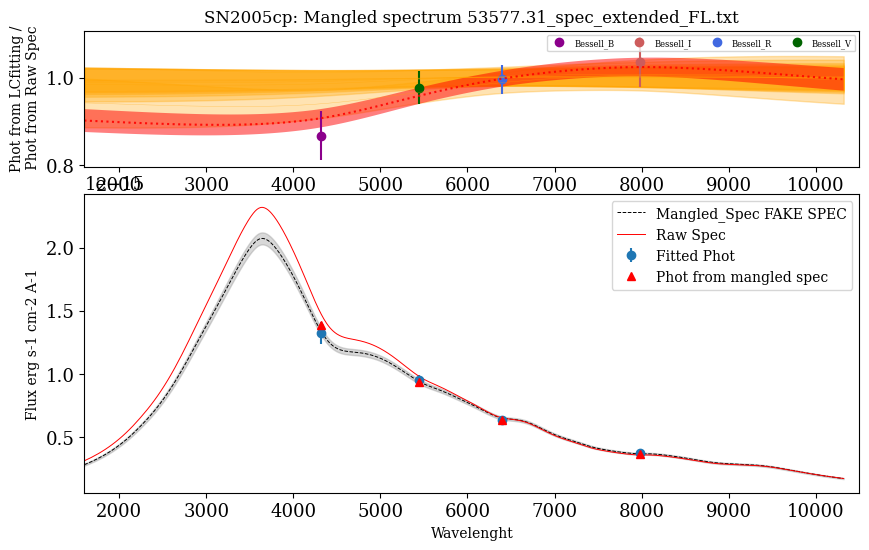 SN2005cp: Mangled spectrum 53577.31_spec_extended_FL.txt
Phot from LCfitting /
Phot from Raw Spec
Bessell_B
Bessell_I
Bessell_R
Bessell_V
1.0
0.8
2000 3000 4000 5000 6000 7000 8000 9000 10000
1e−15
Flux erg s-1 cm-2 A-1
2.0
1.5
1.0
0.5
Mangled_Spec FAKE SPEC
Raw Spec
Fitted Phot
Phot from mangled spec
2000 3000 4000 5000 6000 7000 8000 9000 10000
Wavelenght